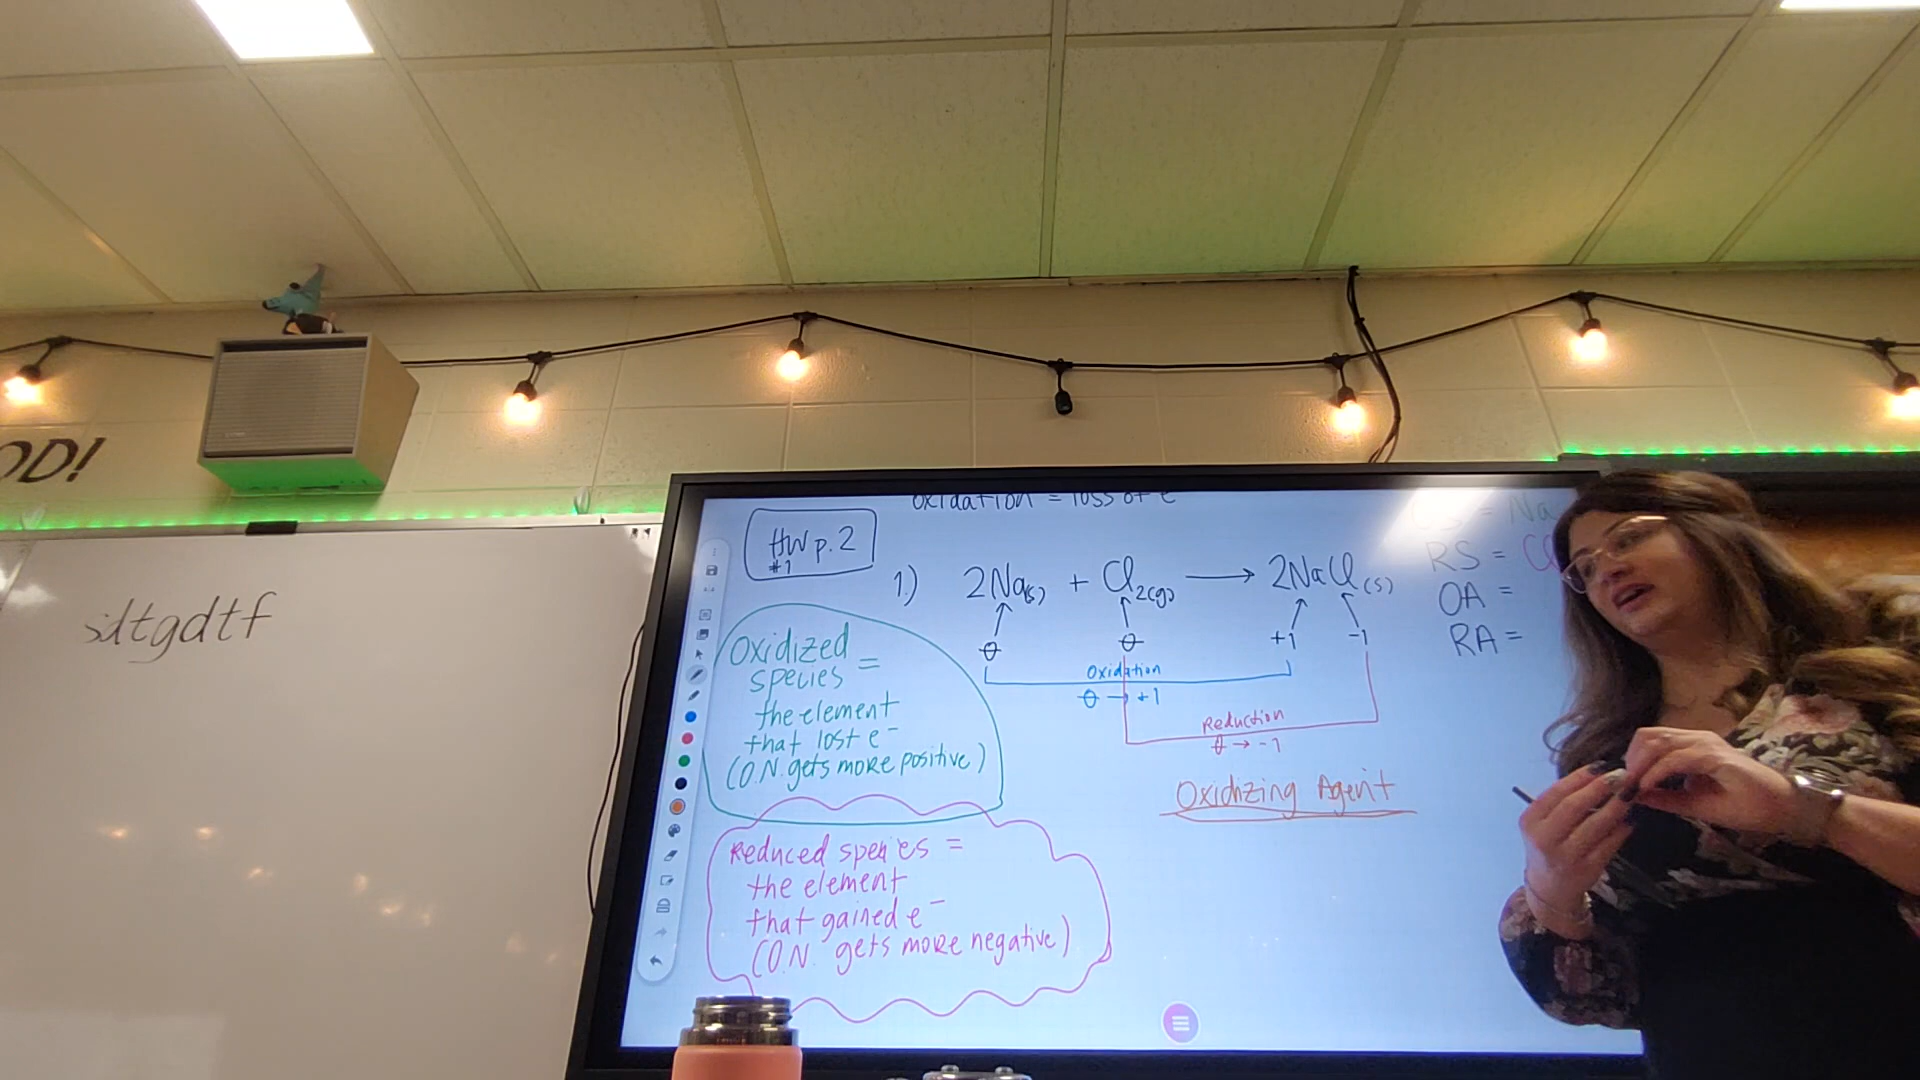 OD!
sdtgdtf
Oxidation = loss of e
HW p. 2
#1
1.) 2Na(s) + Cl2(g) → 2NaCl(s)
0 0 +1 -1
Oxidation
0 → +1
Reduction
0 → -1
Oxidizing Agent
Oxidized
species =
the element
that lost e⁻
(O.N. gets more positive)
Reduced species =
the element
that gained e⁻
(O.N. gets more negative)
= Na
RS = Cl
OA =
RA =